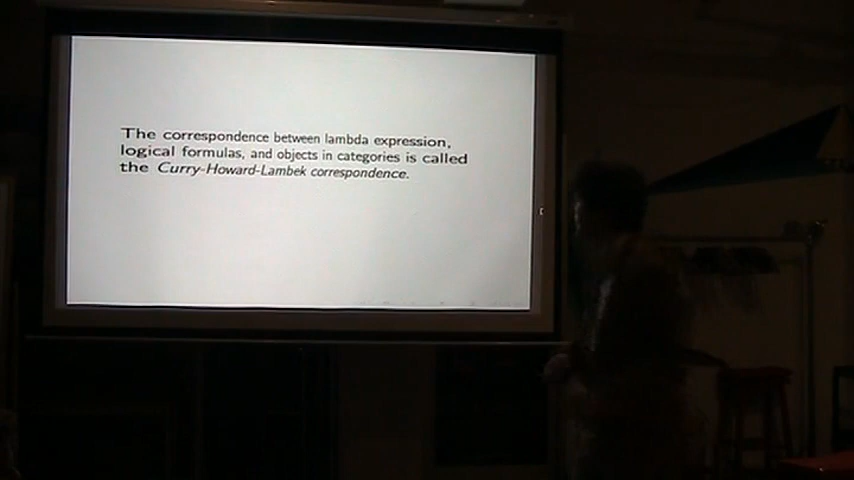 The correspondence between lambda expression,
logical formulas, and objects in categories is called
the Curry-Howard-Lambek correspondence.